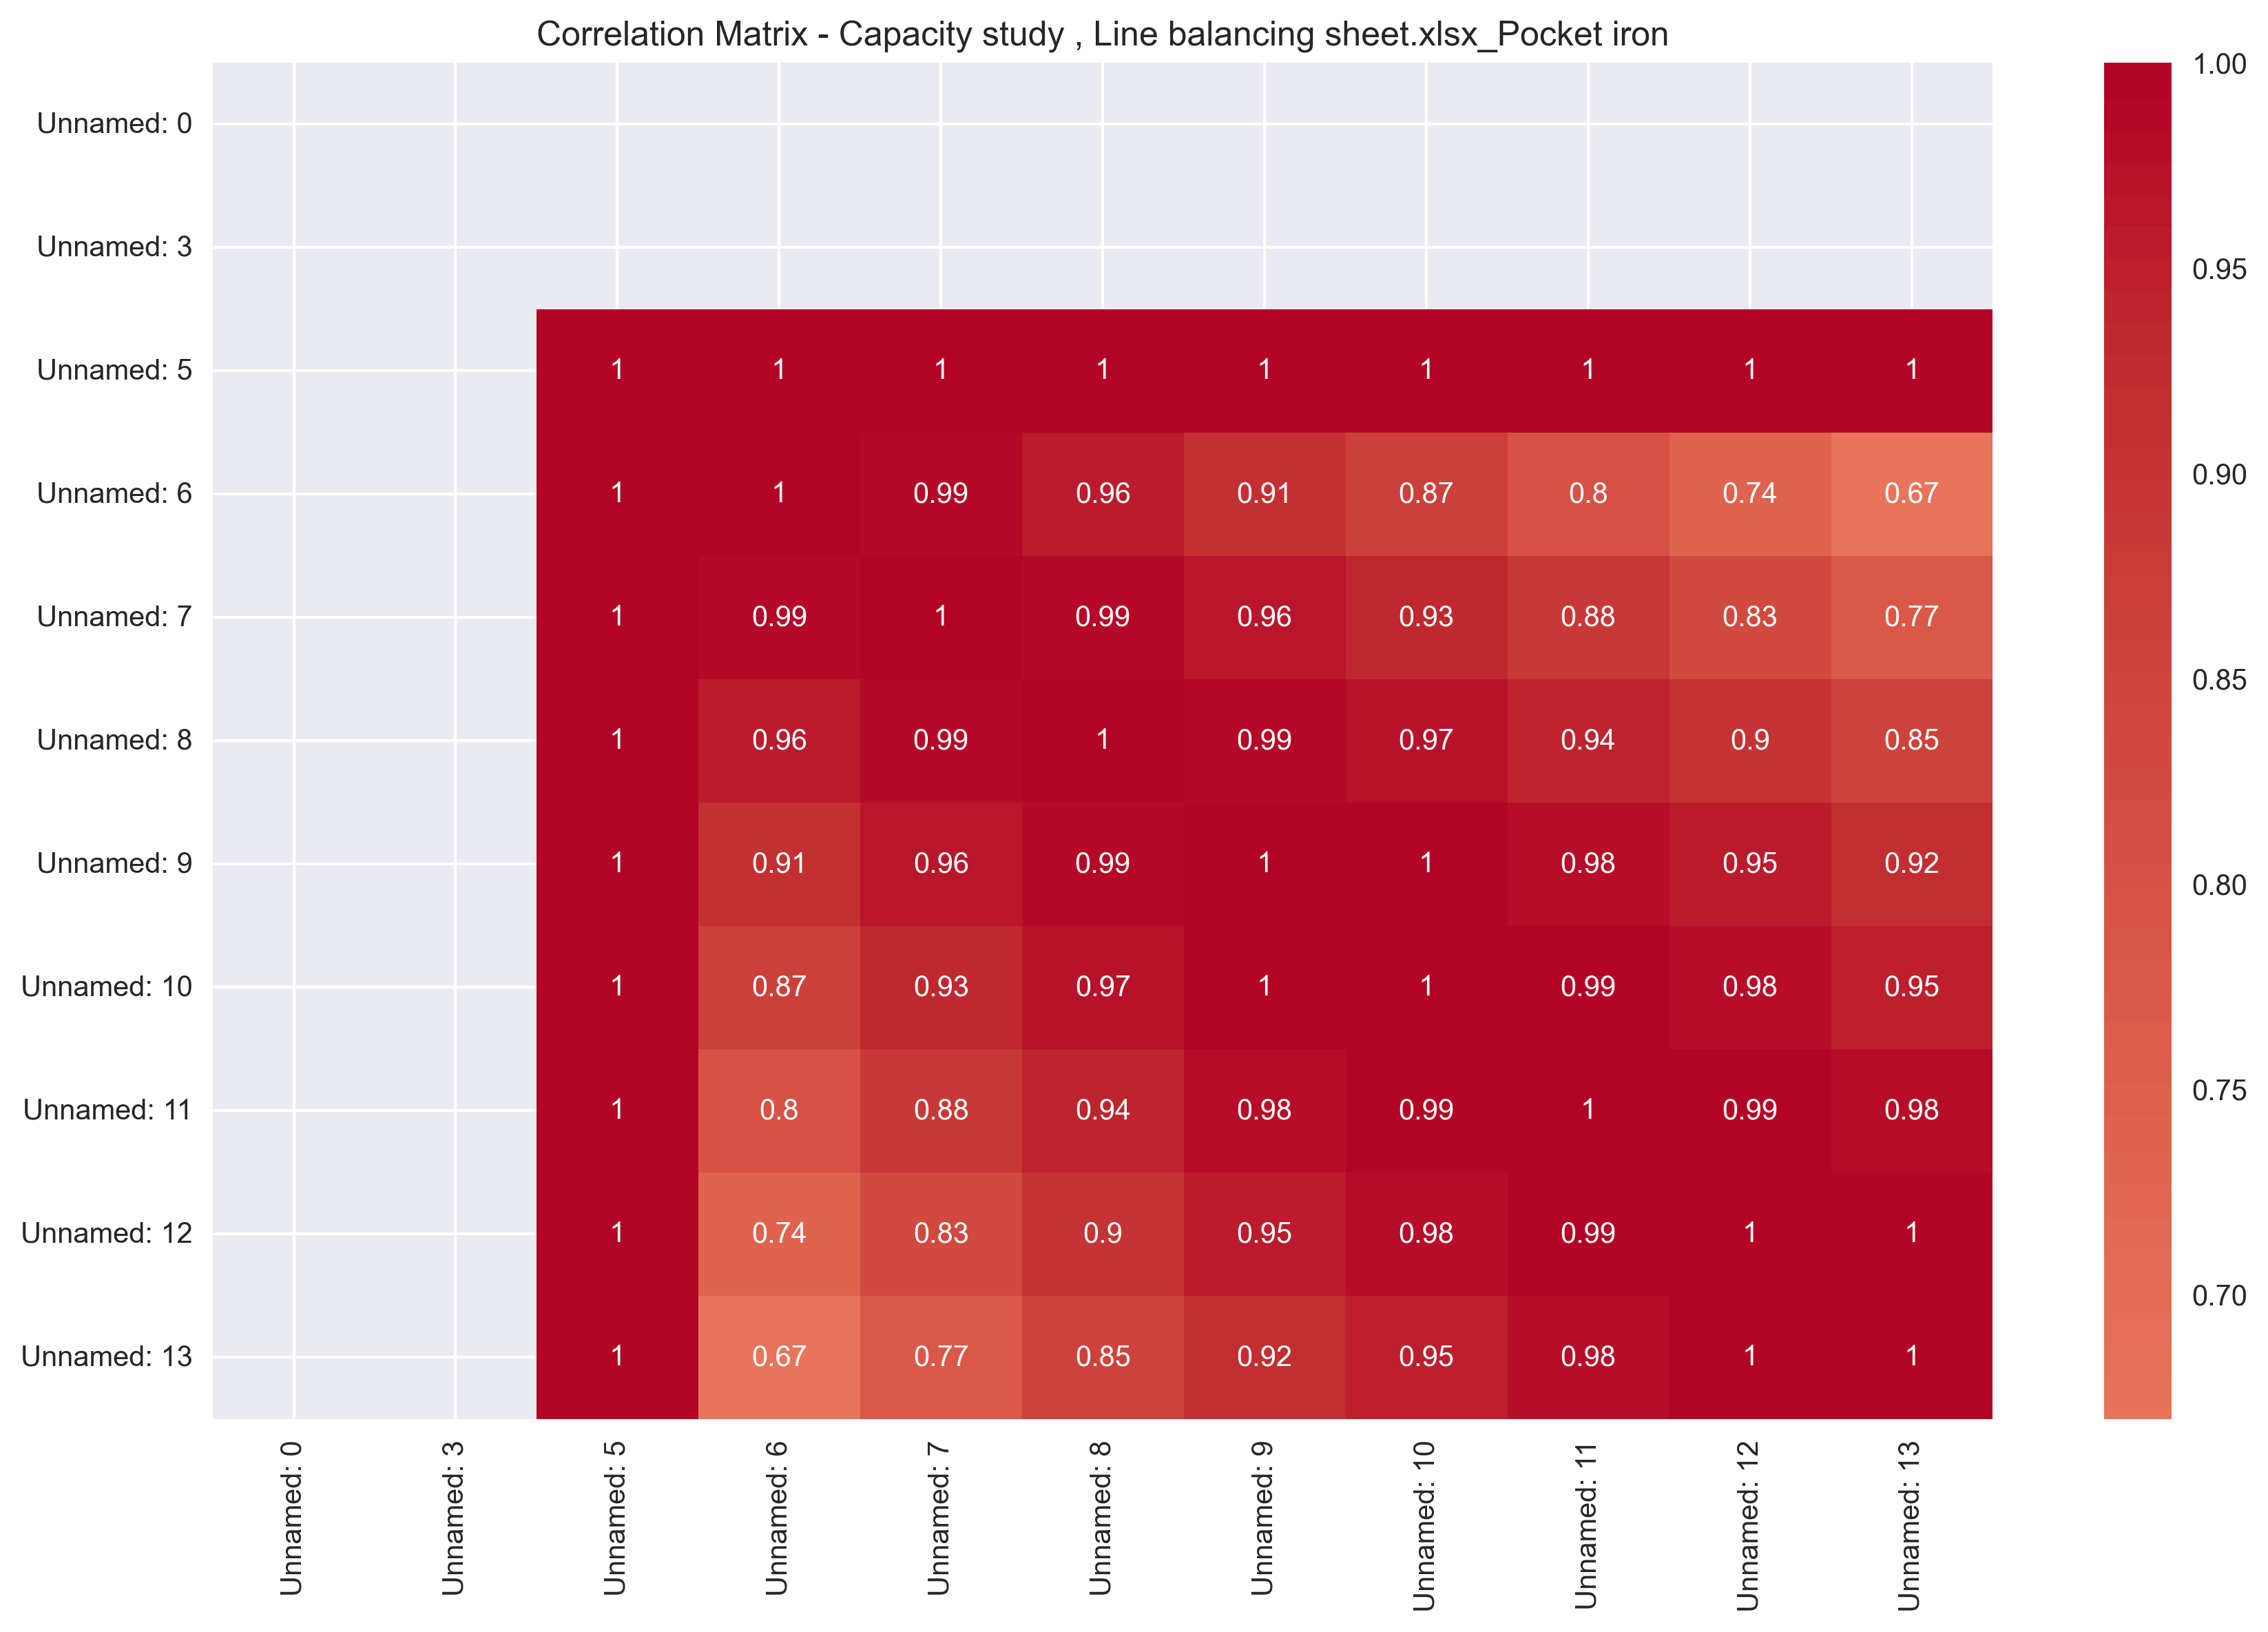 Correlation Matrix - Capacity study , Line balancing sheet.xlsx_Pocket iron
Unnamed: 0
Unnamed: 3
Unnamed: 5 1 1 1 1 1 1 1 1 1
Unnamed: 6 1 1 0.99 0.96 0.91 0.87 0.8 0.74 0.67
Unnamed: 7 1 0.99 1 0.99 0.96 0.93 0.88 0.83 0.77
Unnamed: 8 1 0.96 0.99 1 0.99 0.97 0.94 0.9 0.85
Unnamed: 9 1 0.91 0.96 0.99 1 1 0.98 0.95 0.92
Unnamed: 10 1 0.87 0.93 0.97 1 1 0.99 0.98 0.95
Unnamed: 11 1 0.8 0.88 0.94 0.98 0.99 1 0.99 0.98
Unnamed: 12 1 0.74 0.83 0.9 0.95 0.98 0.99 1 1
Unnamed: 13 1 0.67 0.77 0.85 0.92 0.95 0.98 1 1
Unnamed: 0
Unnamed: 3
Unnamed: 5
Unnamed: 6
Unnamed: 7
Unnamed: 8
Unnamed: 9
Unnamed: 10
Unnamed: 11
Unnamed: 12
Unnamed: 13
1.00
0.95
0.90
0.85
0.80
0.75
0.70